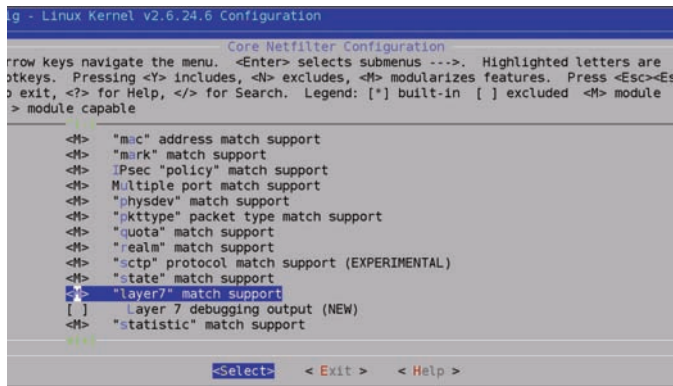 ig - Linux Kernel v2.6.24.6 Configuration
Core Netfilter Configuration
rrow keys navigate the menu. <Enter> selects submenus --->. Highlighted letters are
otkeys. Pressing <Y> includes, <N> excludes, <M> modularizes features. Press <Esc><Es
o exit, <?> for Help, </> for Search. Legend: [*] built-in [ ] excluded <M> module
> module capable
<M> "mac" address match support
<M> "mark" match support
<M> IPsec "policy" match support
<M> Multiple port match support
<M> "physdev" match support
<M> "pkttype" packet type match support
<M> "quota" match support
<M> "realm" match support
<M> "sctp" protocol match support (EXPERIMENTAL)
<M> "state" match support
"layer7" match support
[ ] Layer 7 debugging output (NEW)
<M> "statistic" match support
<Select> < Exit > < Help >